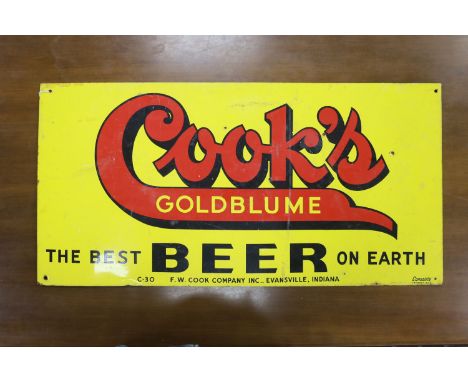 Cook's
GOLDBLUME
THE BEST BEER ON EARTH
C-30 F.W. COOK COMPANY INC., EVANSVILLE, INDIANA